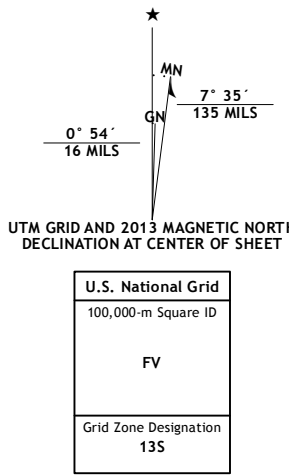 ★
MN
7° 35´
135 MILS
GN
0° 54´
16 MILS
UTM GRID AND 2013 MAGNETIC NORTH
DECLINATION AT CENTER OF SHEET
U.S. National Grid
100,000-m Square ID
FV
Grid Zone Designation
13S